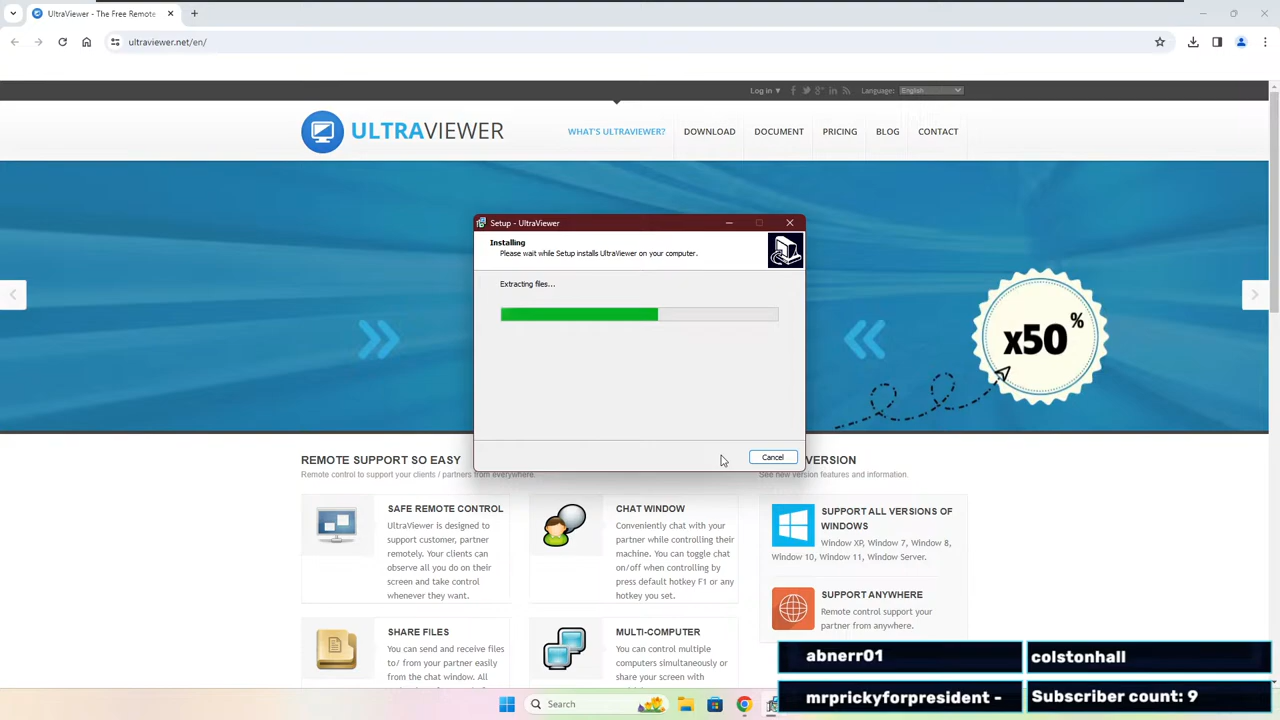 UltraViewer - The Free Remote
ultraviewer.net/en/
Log in ▼
Language:
English
ULTRAVIEWER
WHAT'S ULTRAVIEWER?
DOWNLOAD
DOCUMENT
PRICING
BLOG
CONTACT
Setup - UltraViewer
Installing
Please wait while Setup installs UltraViewer on your computer.
Extracting files...
Cancel
x50%
REMOTE SUPPORT SO EASY
Remote control to support your clients / partners from everywhere.
VERSION
See new version features and information.
SAFE REMOTE CONTROL
UltraViewer is designed to
support customer, partner
remotely. Your clients can
observe all you do on their
screen and take control
whenever they want.
CHAT WINDOW
Conveniently chat with your
partner while controlling their
machine. You can toggle chat
on/off when controlling by
press default hotkey F1 or any
hotkey you set.
SUPPORT ALL VERSIONS OF
WINDOWS
Window XP, Window 7, Window 8,
Window 10, Window 11, Window Server.
SUPPORT ANYWHERE
Remote control support your
partner from anywhere.
SHARE FILES
You can send and receive files
to/ from your partner easily
from the chat window. All
MULTI-COMPUTER
You can control multiple
computers simultaneously or
share your screen with
abnerr01
colstonhall
mrprickyforpresident -
Subscriber count: 9
Search